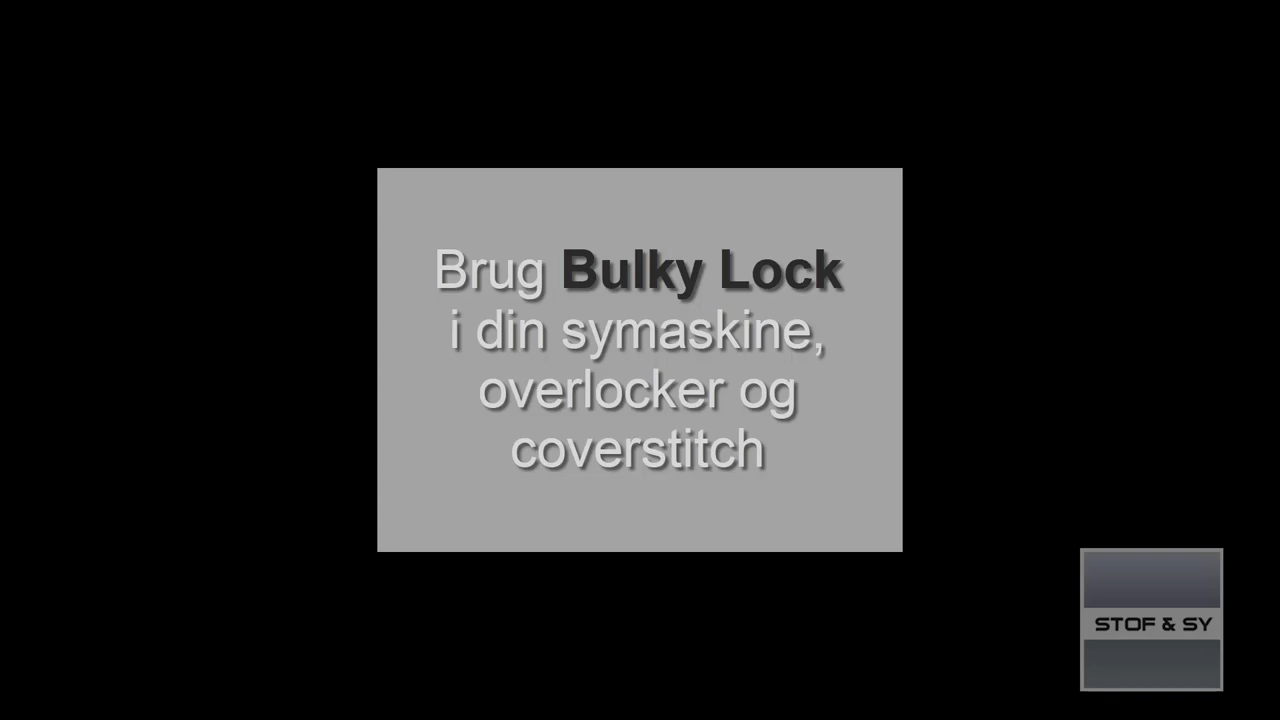 Brug Bulky Lock
i din symaskine,
overlocker og
coverstitch
STOF & SY